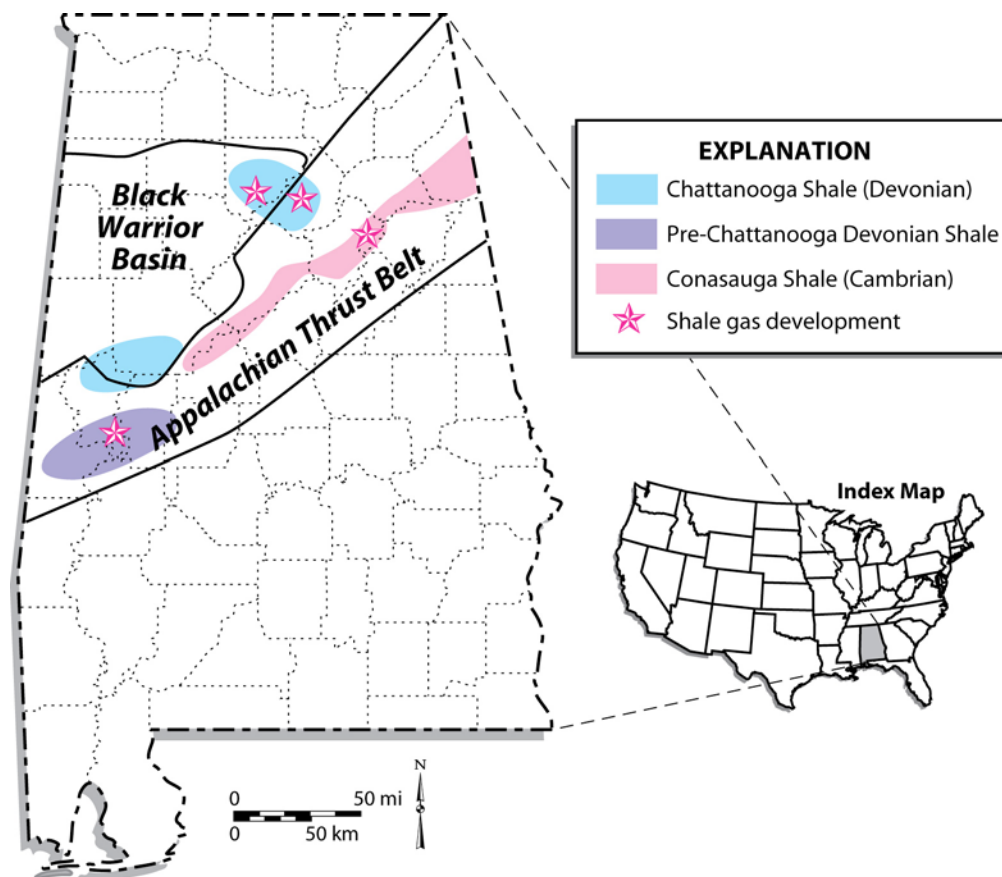 Black
Warrior
Basin
Appalachian Thrust Belt
EXPLANATION
Chattanooga Shale (Devonian)
Pre-Chattanooga Devonian Shale
Conasauga Shale (Cambrian)
Shale gas development
Index Map
N
0 50 mi
0 50 km